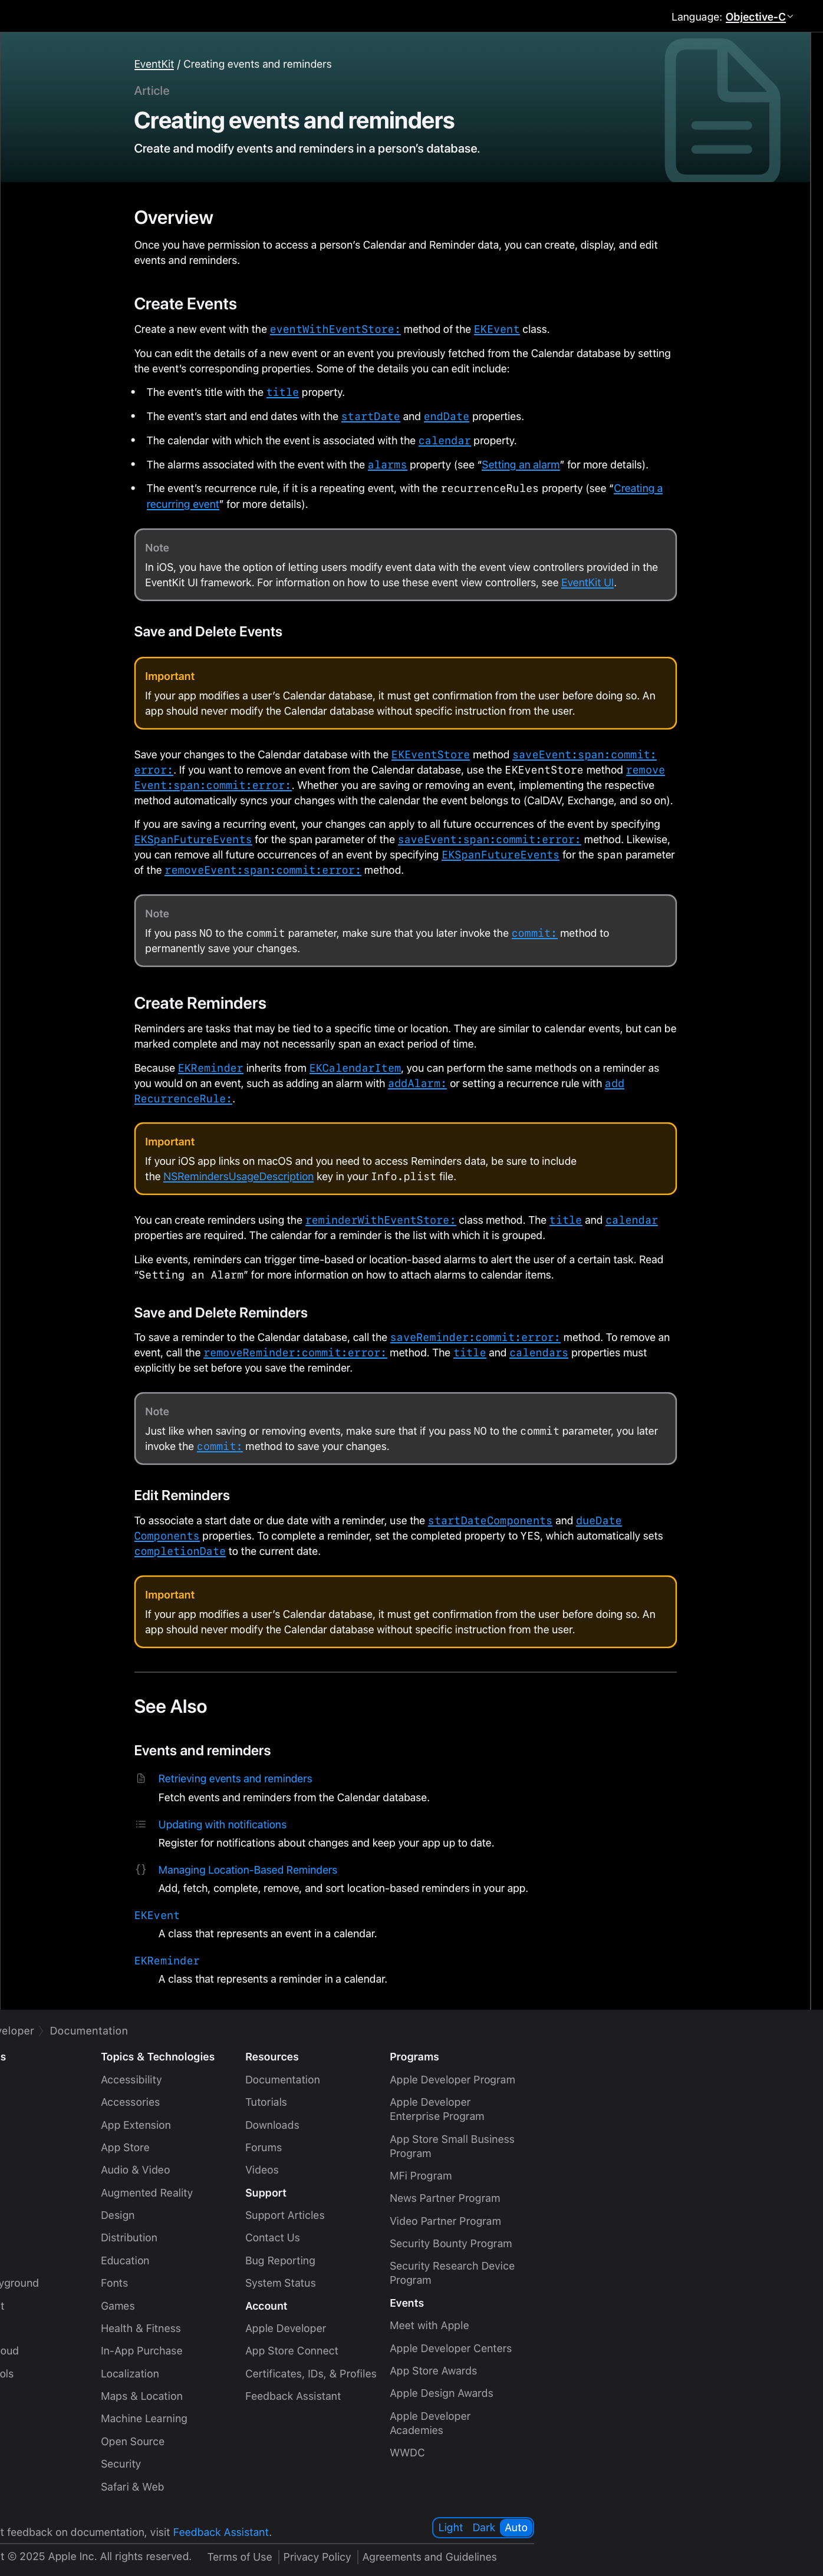 Language: Objective-C
EventKit / Creating events and reminders
Article
Creating events and reminders
Create and modify events and reminders in a person's database.
Overview
Once you have permission to access a person's Calendar and Reminder data, you can create, display, and edit
events and reminders.
Create Events
Create a new event with the eventWithEventStore: method of the EKEvent class.
You can edit the details of a new event or an event you previously fetched from the Calendar database by setting
the event's corresponding properties. Some of the details you can edit include:
• The event's title with the title property.
• The event's start and end dates with the startDate and endDate properties.
• The calendar with which the event is associated with the calendar property.
• The alarms associated with the event with the alarms property (see “Setting an alarm” for more details).
• The event's recurrence rule, if it is a repeating event, with the recurrenceRules property (see “Creating a
recurring event” for more details).
Note
In iOS, you have the option of letting users modify event data with the event view controllers provided in the
EventKit UI framework. For information on how to use these event view controllers, see EventKit UI.
Save and Delete Events
Important
If your app modifies a user's Calendar database, it must get confirmation from the user before doing so. An
app should never modify the Calendar database without specific instruction from the user.
Save your changes to the Calendar database with the EKEventStore method saveEvent:span:commit:
error:. If you want to remove an event from the Calendar database, use the EKEventStore method remove
Event:span:commit:error:. Whether you are saving or removing an event, implementing the respective
method automatically syncs your changes with the calendar the event belongs to (CalDAV, Exchange, and so on).
If you are saving a recurring event, your changes can apply to all future occurrences of the event by specifying
EKSpanFutureEvents for the span parameter of the saveEvent:span:commit:error: method. Likewise,
you can remove all future occurrences of an event by specifying EKSpanFutureEvents for the span parameter
of the removeEvent:span:commit:error: method.
Note
If you pass NO to the commit parameter, make sure that you later invoke the commit: method to
permanently save your changes.
Create Reminders
Reminders are tasks that may be tied to a specific time or location. They are similar to calendar events, but can be
marked complete and may not necessarily span an exact period of time.
Because EKReminder inherits from EKCalendarItem, you can perform the same methods on a reminder as
you would on an event, such as adding an alarm with addAlarm: or setting a recurrence rule with add
RecurrenceRule:.
Important
If your iOS app links on macOS and you need to access Reminders data, be sure to include
the NSRemindersUsageDescription key in your Info.plist file.
You can create reminders using the reminderWithEventStore: class method. The title and calendar
properties are required. The calendar for a reminder is the list with which it is grouped.
Like events, reminders can trigger time-based or location-based alarms to alert the user of a certain task. Read
“Setting an Alarm” for more information on how to attach alarms to calendar items.
Save and Delete Reminders
To save a reminder to the Calendar database, call the saveReminder:commit:error: method. To remove an
event, call the removeReminder:commit:error: method. The title and calendars properties must
explicitly be set before you save the reminder.
Note
Just like when saving or removing events, make sure that if you pass NO to the commit parameter, you later
invoke the commit: method to save your changes.
Edit Reminders
To associate a start date or due date with a reminder, use the startDateComponents and dueDate
Components properties. To complete a reminder, set the completed property to YES, which automatically sets
completionDate to the current date.
Important
If your app modifies a user's Calendar database, it must get confirmation from the user before doing so. An
app should never modify the Calendar database without specific instruction from the user.
See Also
Events and reminders
Retrieving events and reminders
Fetch events and reminders from the Calendar database.
Updating with notifications
Register for notifications about changes and keep your app up to date.
{} Managing Location-Based Reminders
Add, fetch, complete, remove, and sort location-based reminders in your app.
EKEvent
A class that represents an event in a calendar.
EKReminder
A class that represents a reminder in a calendar.
veloper Documentation
s
yground
t
oud
ols
Topics & Technologies
Accessibility
Accessories
App Extension
App Store
Audio & Video
Augmented Reality
Design
Distribution
Education
Fonts
Games
Health & Fitness
In-App Purchase
Localization
Maps & Location
Machine Learning
Open Source
Security
Safari & Web
Resources
Documentation
Tutorials
Downloads
Forums
Videos
Support
Support Articles
Contact Us
Bug Reporting
System Status
Account
Apple Developer
App Store Connect
Certificates, IDs, & Profiles
Feedback Assistant
Programs
Apple Developer Program
Apple Developer
Enterprise Program
App Store Small Business
Program
MFi Program
News Partner Program
Video Partner Program
Security Bounty Program
Security Research Device
Program
Events
Meet with Apple
Apple Developer Centers
App Store Awards
Apple Design Awards
Apple Developer
Academies
WWDC
t feedback on documentation, visit Feedback Assistant.
Light Dark Auto
t © 2025 Apple Inc. All rights reserved. Terms of Use Privacy Policy Agreements and Guidelines